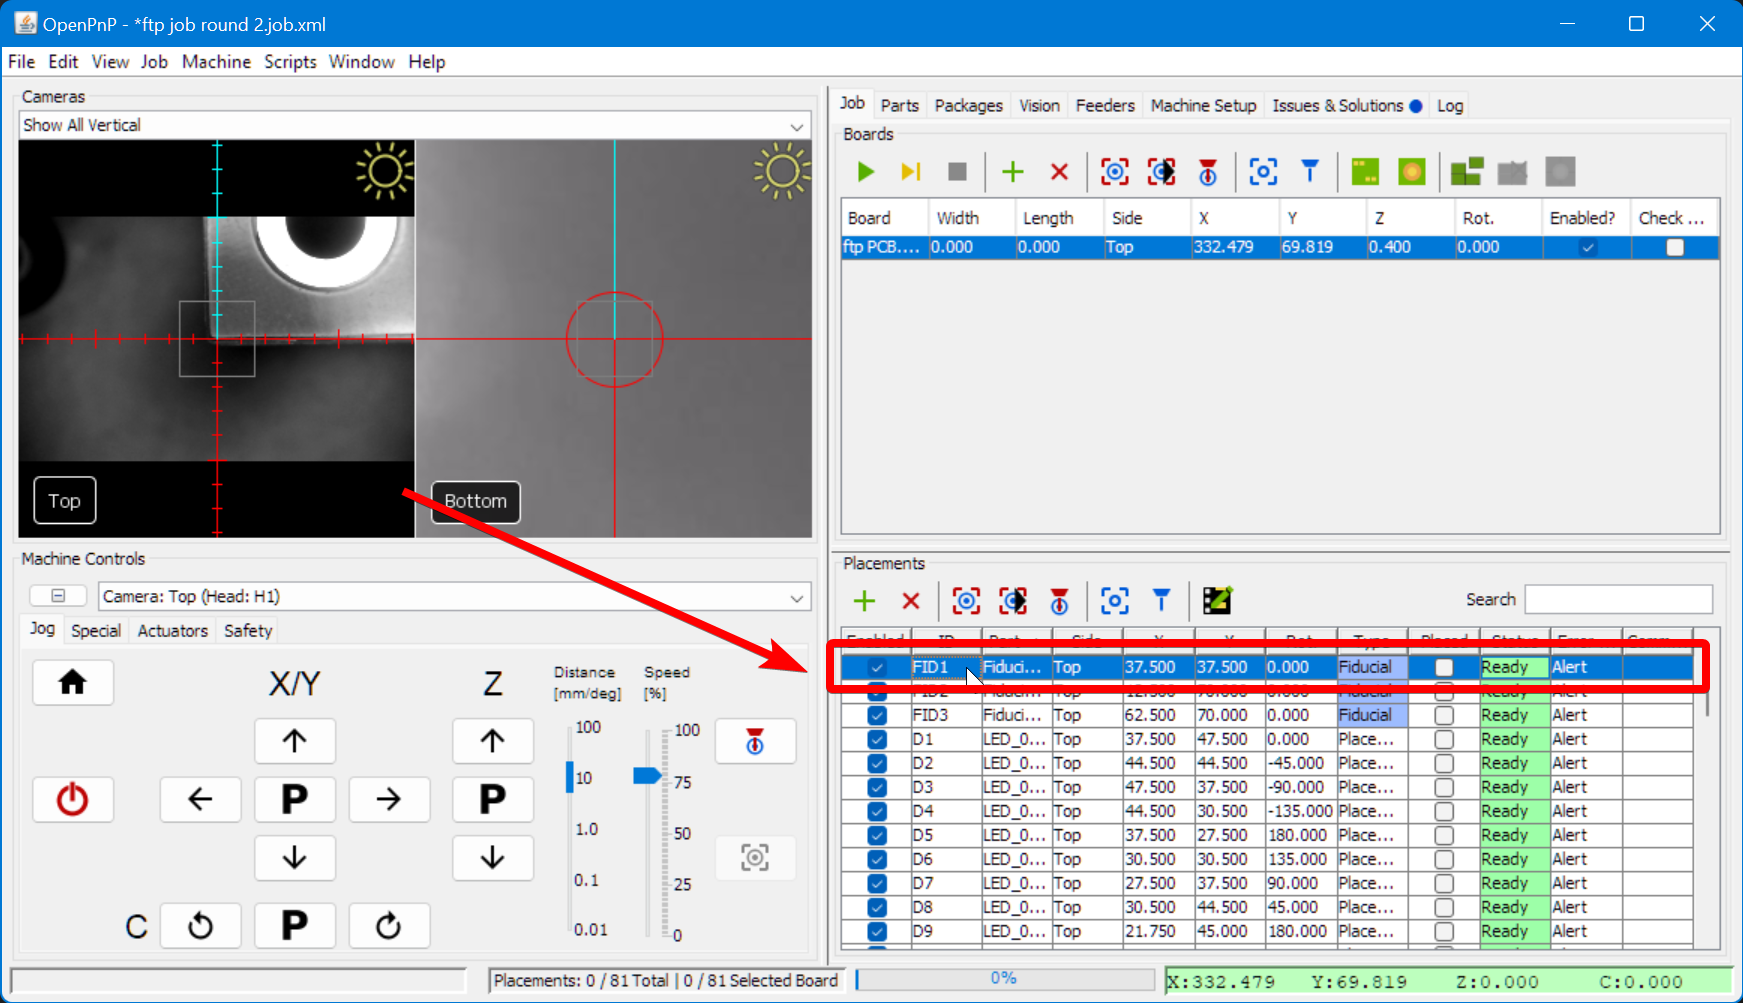 OpenPnP - *ftp job round 2.job.xml
File Edit View Job Machine Scripts Window Help
Cameras
Show All Vertical
Top
Bottom
Machine Controls
Camera: Top (Head: H1)
Jog Special Actuators Safety
X/Y Z
Distance [mm/deg]
Speed [%]
100
10
1.0
0.1
0.01
100
75
50
25
0
P P
C P
Job Parts Packages Vision Feeders Machine Setup Issues & Solutions Log
Boards
Board Width Length Side X Y Z Rot. Enabled? Check ...
ftp PCB.... 0.000 0.000 Top 332.479 69.819 0.400 0.000
Placements
Search
Enabled ID Part Side X Y Rot. Type Placed Status Error Comm...
FID1 Fiduci... Top 37.500 37.500 0.000 Fiducial Ready Alert
FID2 Fiduci... Top 12.500 70.000 0.000 Fiducial Ready Alert
FID3 Fiduci... Top 62.500 70.000 0.000 Fiducial Ready Alert
D1 LED_0... Top 37.500 47.500 0.000 Place... Ready Alert
D2 LED_0... Top 44.500 44.500 -45.000 Place... Ready Alert
D3 LED_0... Top 47.500 37.500 -90.000 Place... Ready Alert
D4 LED_0... Top 44.500 30.500 -135.000 Place... Ready Alert
D5 LED_0... Top 37.500 27.500 180.000 Place... Ready Alert
D6 LED_0... Top 30.500 30.500 135.000 Place... Ready Alert
D7 LED_0... Top 27.500 37.500 90.000 Place... Ready Alert
D8 LED_0... Top 30.500 44.500 45.000 Place... Ready Alert
D9 LED_0... Top 21.750 45.000 180.000 Place... Ready Alert
Placements: 0 / 81 Total | 0 / 81 Selected Board
0%
X:332.479 Y:69.819 Z:0.000 C:0.000